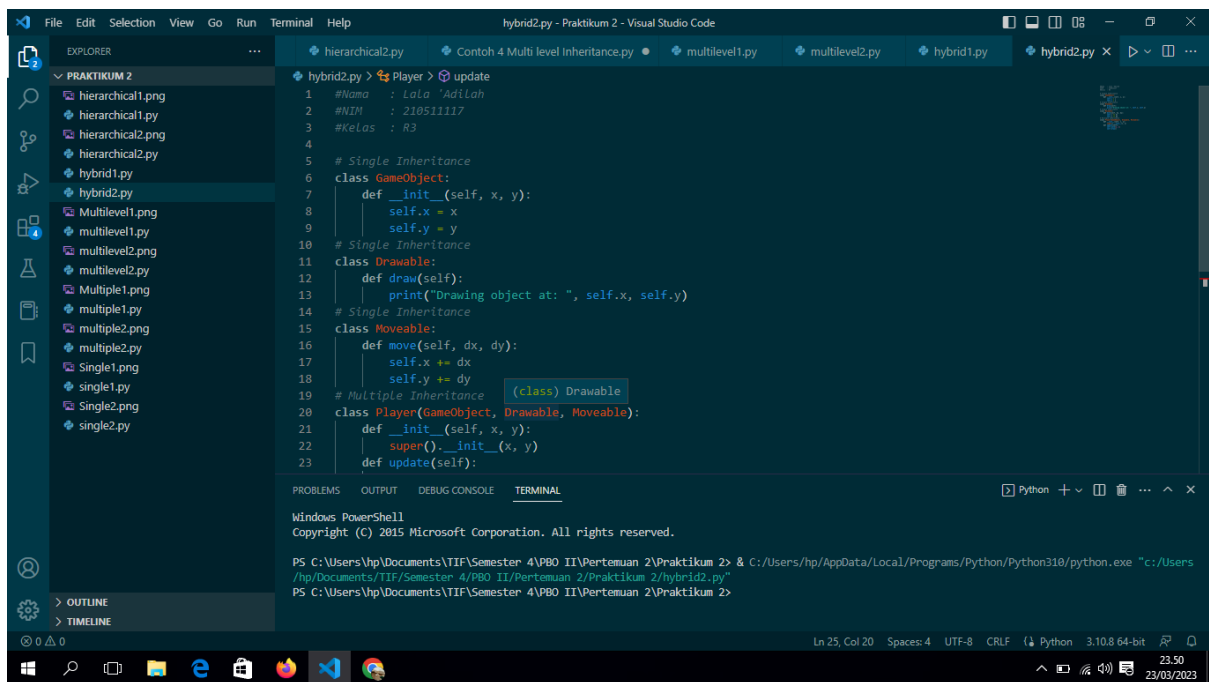 File Edit Selection View Go Run Terminal Help hybrid2.py - Praktikum 2 - Visual Studio Code
EXPLORER ...
hierarchical2.py Contoh 4 Multi level Inheritance.py multilevel1.py multilevel2.py hybrid1.py hybrid2.py
PRAKTIKUM 2
hierarchical1.png
hierarchical1.py
hierarchical2.png
hierarchical2.py
hybrid1.py
hybrid2.py
Multilevel1.png
multilevel1.py
multilevel2.png
multilevel2.py
Multiple1.png
multiple1.py
multiple2.png
multiple2.py
Single1.png
single1.py
Single2.png
single2.py
OUTLINE
TIMELINE
2
4
hybrid2.py > Player > update
1 #Nama : Lala 'Adilah
2 #NIM : 210511117
3 #Kelas : R3
4
5 # Single Inheritance
6 class GameObject:
7 def __init__(self, x, y):
8 self.x = x
9 self.y = y
10 # Single Inheritance
11 class Drawable:
12 def draw(self):
13 print("Drawing object at: ", self.x, self.y)
14 # Single Inheritance
15 class Moveable:
16 def move(self, dx, dy):
17 self.x += dx
18 self.y += dy
(class) Drawable
19 # Multiple Inheritance
20 class Player(GameObject, Drawable, Moveable):
21 def __init__(self, x, y):
22 super().__init__(x, y)
23 def update(self):
PROBLEMS OUTPUT DEBUG CONSOLE TERMINAL Python
Windows PowerShell
Copyright (C) 2015 Microsoft Corporation. All rights reserved.
PS C:\Users\hp\Documents\TIF\Semester 4\PBO II\Pertemuan 2\Praktikum 2> & C:/Users/hp/AppData/Local/Programs/Python/Python310/python.exe "c:/Users
/hp/Documents/TIF/Semester 4/PBO II/Pertemuan 2/Praktikum 2/hybrid2.py"
PS C:\Users\hp\Documents\TIF\Semester 4\PBO II\Pertemuan 2\Praktikum 2>
0 0 Ln 25, Col 20 Spaces: 4 UTF-8 CRLF Python 3.10.8 64-bit
23.50
23/03/2023